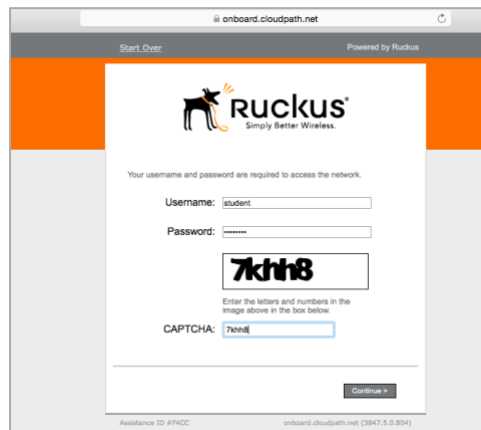 onboard.cloudpath.net
Start Over Powered by Ruckus
Ruckus
Simply Better Wireless.
Your username and password are required to access the network.
Username: student
Password: ••••••••
7khh8
Enter the letters and numbers in the
image above in the box below.
CAPTCHA: 7khh8
Continue >
Assistance ID #F4CC onboard.cloudpath.net (3847.5.0.804)